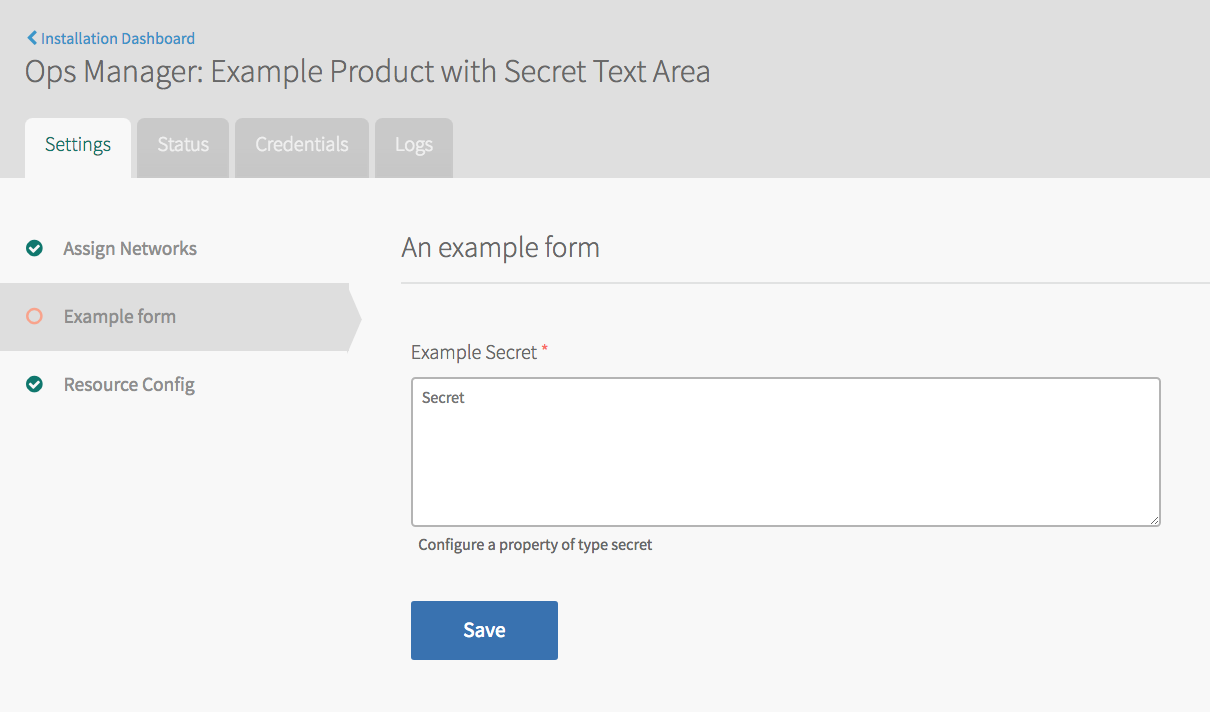 Installation Dashboard
Ops Manager: Example Product with Secret Text Area
Settings Status Credentials Logs
Assign Networks
Example form
Resource Config
An example form
Example Secret *
Secret
Configure a property of type secret
Save